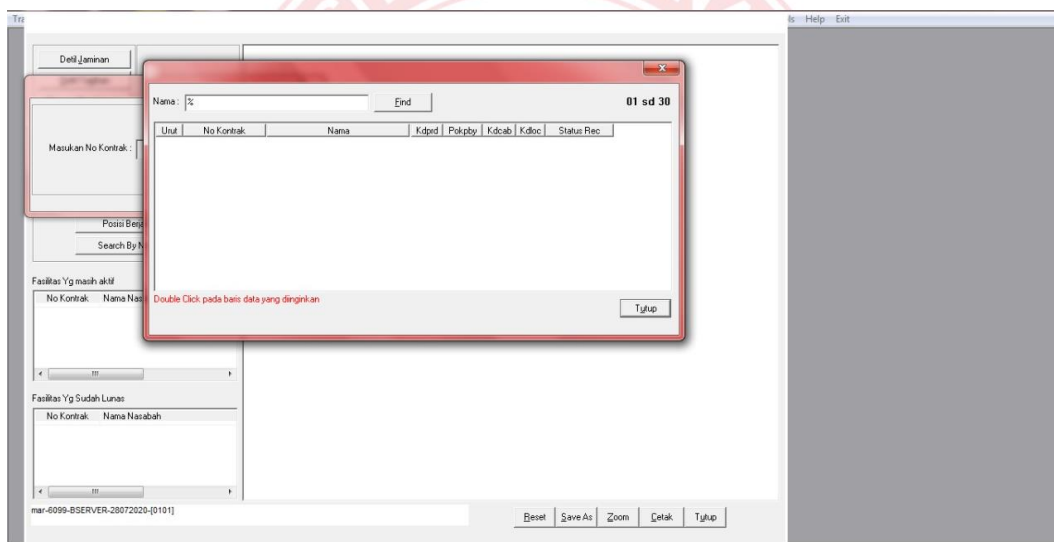 Help Exit
Detil Jaminan
Nama : %
Find
01 sd 30
Urut No Kontrak Nama Kdprd Pokpby Kdcab Kdloc Status Rec
Masukan No Kontrak :
Posisi
Search By
Double Click pada baris data yang diinginkan
Tutup
Fasilitas Yg masih aktif
No Kontrak Nama
Fasilitas Yg Sudah Lunas
No Kontrak Nama Nasabah
mar-6099-BSERVER-28072020-[0101]
Reset Save As Zoom Cetak Tutup